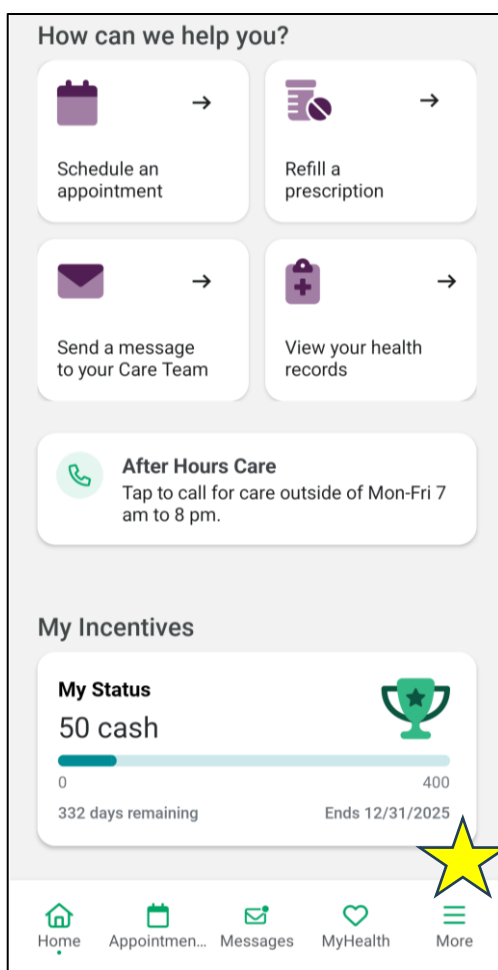 How can we help you?
Schedule an
appointment
Refill a
prescription
Send a message
to your Care Team
View your health
records
After Hours Care
Tap to call for care outside of Mon-Fri 7
am to 8 pm.
My Incentives
My Status
50 cash
0 400
332 days remaining Ends 12/31/2025
Home Appointmen... Messages MyHealth More